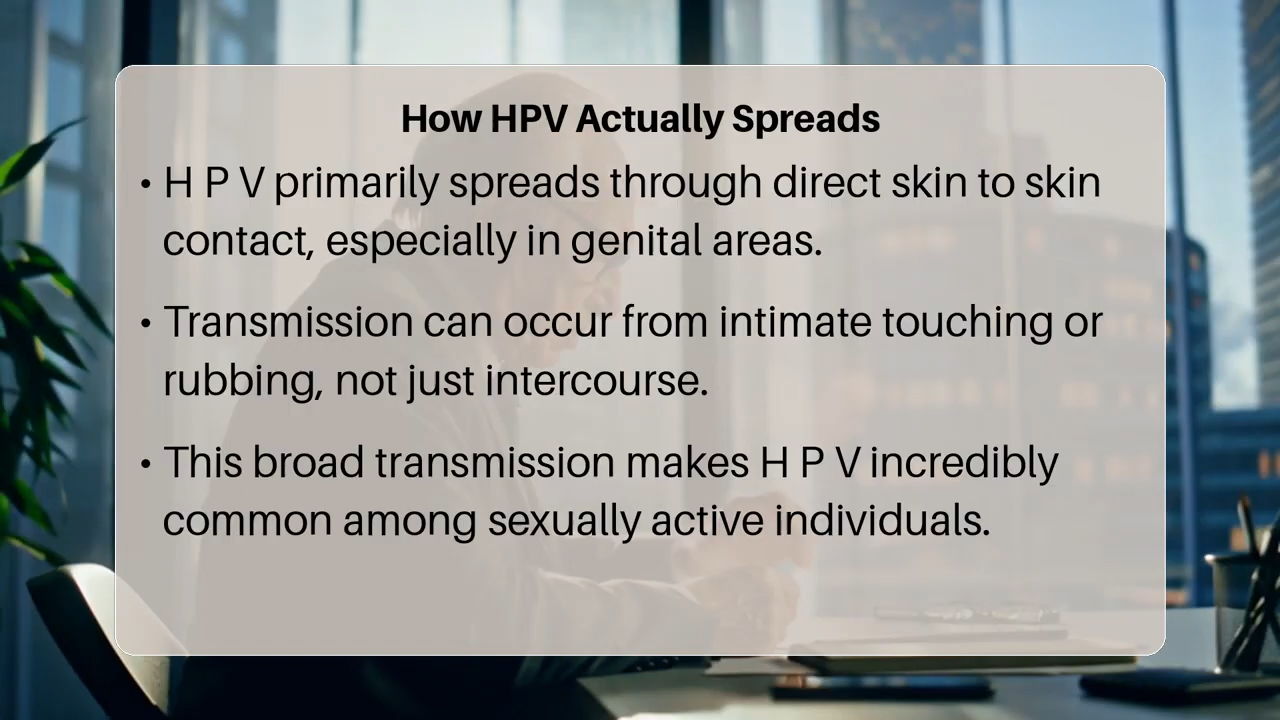 How HPV Actually Spreads
• H P V primarily spreads through direct skin to skin
contact, especially in genital areas.
• Transmission can occur from intimate touching or
rubbing, not just intercourse.
• This broad transmission makes H P V incredibly
common among sexually active individuals.